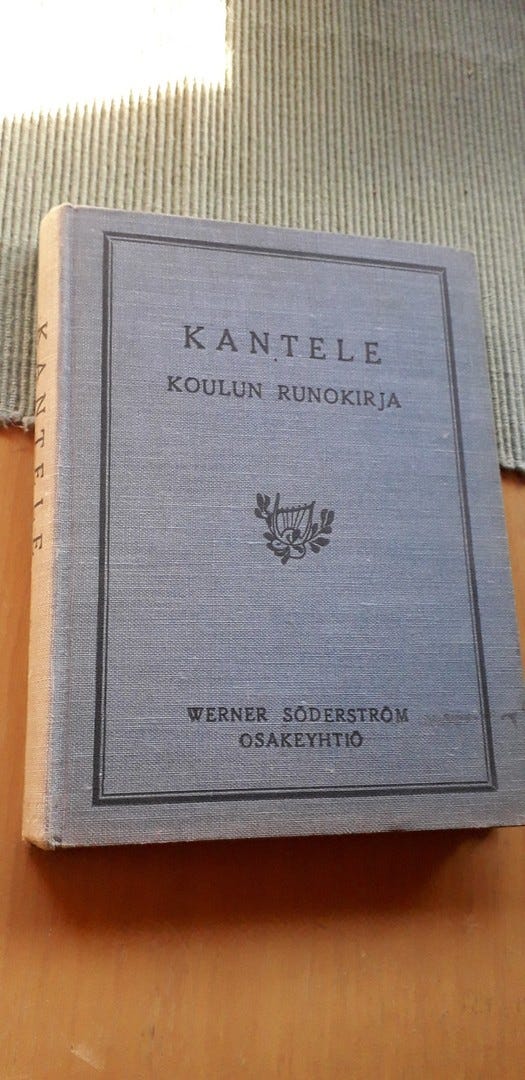 KANTELE
KOULUN RUNOKIRJA
WERNER SÖDERSTRÖM
OSAKEYHTIÖ
KANTELE